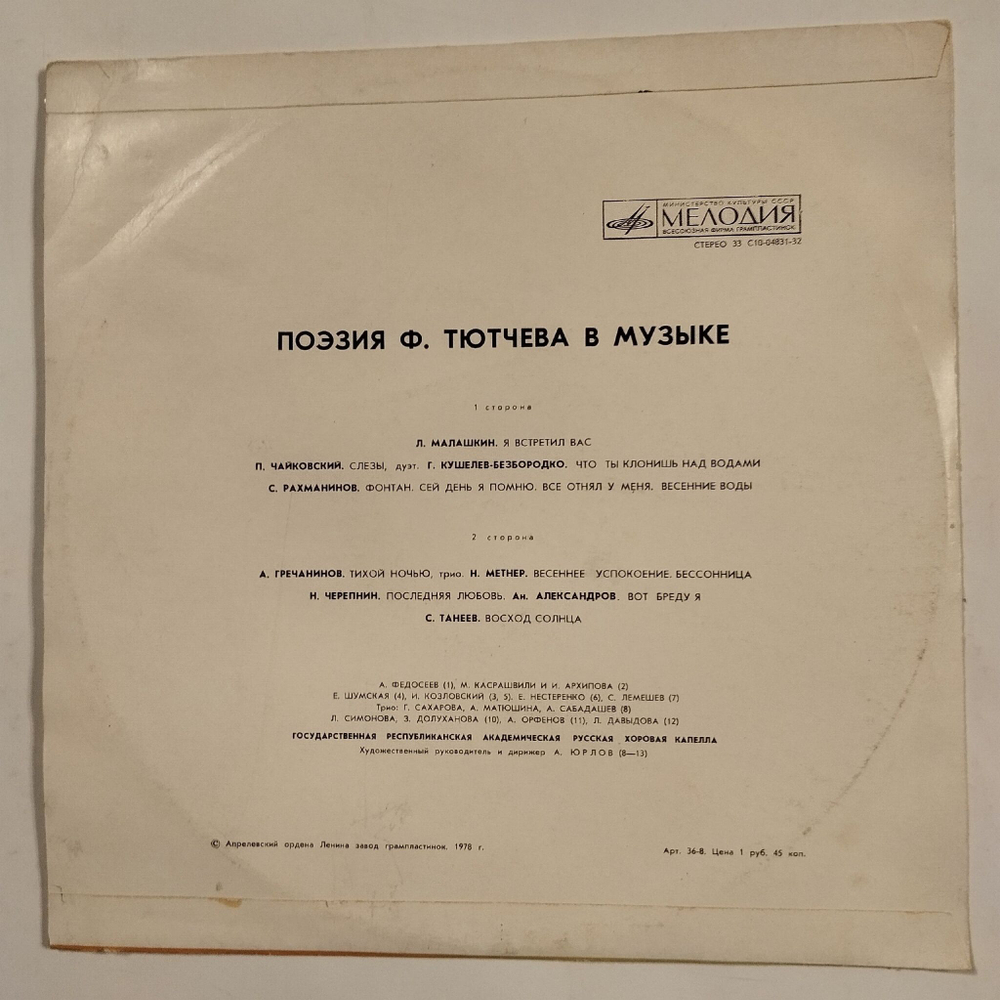 МИНИСТЕРСТВО КУЛЬТУРЫ СССР
МЕЛОДИЯ
ВСЕСОЮЗНАЯ ФИРМА ГРАМПЛАСТИНОК
СТЕРЕО 33 С10-04831-32
ПОЭЗИЯ Ф. ТЮТЧЕВА В МУЗЫКЕ
1 сторона
Л. МАЛАШКИН. Я ВСТРЕТИЛ ВАС
П. ЧАЙКОВСКИЙ. СЛЕЗЫ, дуэт. Г. КУШЕЛЕВ-БЕЗБОРОДКО. ЧТО ТЫ КЛОНИШЬ НАД ВОДАМИ
С. РАХМАНИНОВ. ФОНТАН. СЕЙ ДЕНЬ Я ПОМНЮ. ВСЕ ОТНЯЛ У МЕНЯ. ВЕСЕННИЕ ВОДЫ
2 сторона
А. ГРЕЧАНИНОВ. ТИХОЙ НОЧЬЮ, трио. Н. МЕТНЕР. ВЕСЕННЕЕ УСПОКОЕНИЕ. БЕССОННИЦА
Н. ЧЕРЕПНИН. ПОСЛЕДНЯЯ ЛЮБОВЬ. Ан. АЛЕКСАНДРОВ. ВОТ БРЕДУ Я
С. ТАНЕЕВ. ВОСХОД СОЛНЦА
А. ФЕДОСЕЕВ (1), М. КАСРАШВИЛИ И И. АРХИПОВА (2)
Е. ШУМСКАЯ (4), И. КОЗЛОВСКИЙ (3, 5). Е. НЕСТЕРЕНКО (6), С. ЛЕМЕШЕВ (7)
Трио: Г. САХАРОВА, А. МАТЮШИНА, А. САБАДАШЕВ (8)
Л. СИМОНОВА, З. ДОЛУХАНОВА (10), А. ОРФЕНОВ (11), Л. ДАВЫДОВА (12)
ГОСУДАРСТВЕННАЯ РЕСПУБЛИКАНСКАЯ АКАДЕМИЧЕСКАЯ РУССКАЯ ХОРОВАЯ КАПЕЛЛА
Художественный руководитель и дирижер А. ЮРЛОВ (8—13)
© Апрелевский ордена Ленина завод грампластинок. 1978 г.
Арт. 36-8. Цена 1 руб. 45 коп.